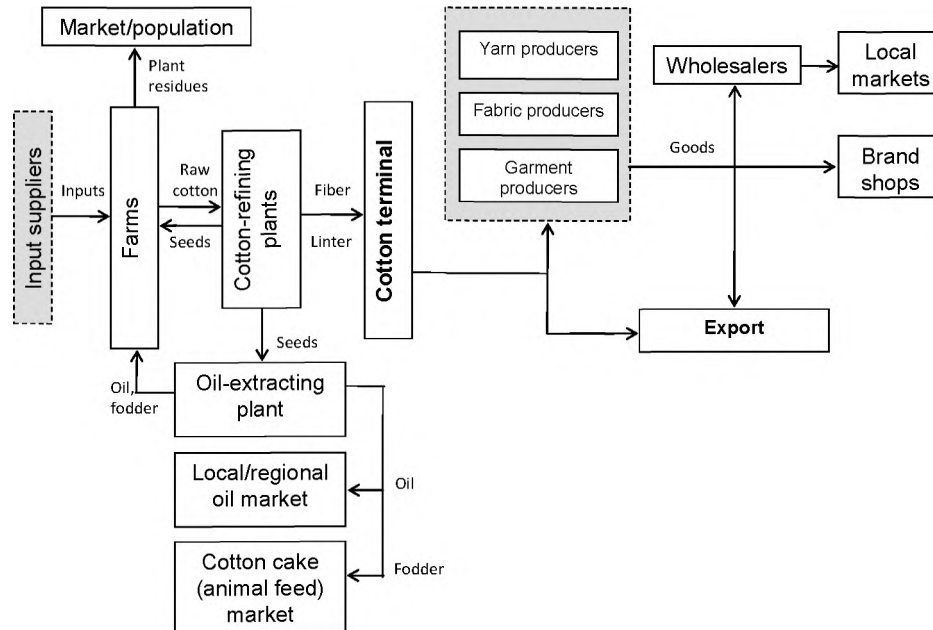 Market/population
Plant
residues
Input suppliers
Inputs
Farms
Raw
cotton
Seeds
Cotton-refining
plants
Fiber
Linter
Cotton terminal
Yarn producers
Fabric producers
Garment
producers
Goods
Wholesalers
Local
markets
Brand
shops
Export
Seeds
Oil,
fodder
Oil-extracting
plant
Local/regional
oil market
Oil
Cotton cake
(animal feed)
market
Fodder